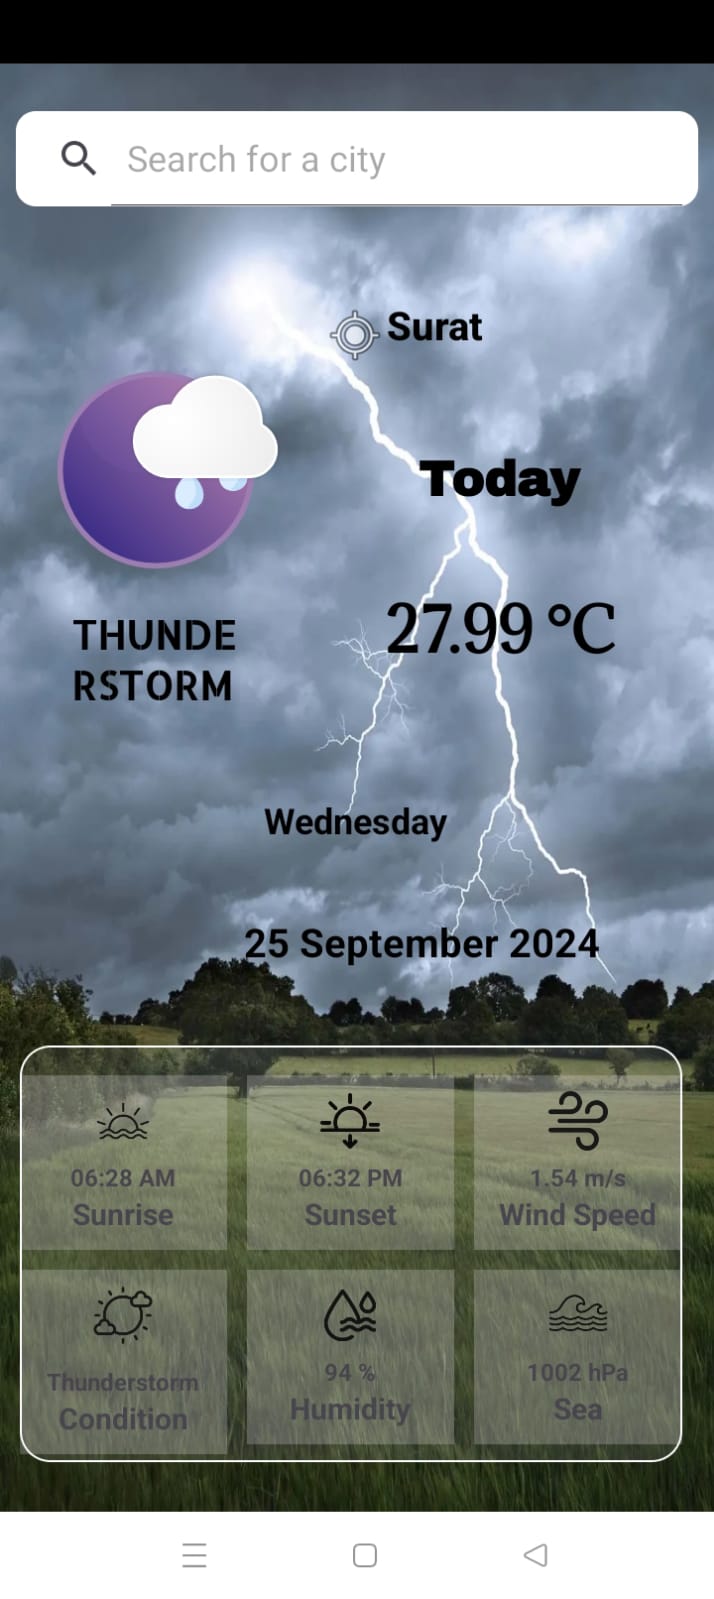 Search for a city
Surat
Today
27.99 °C
THUNDE
RSTORM
Wednesday
25 September 2024
06:28 AM
Sunrise
06:32 PM
Sunset
1.54 m/s
Wind Speed
Thunderstorm
Condition
94 %
Humidity
1002 hPa
Sea